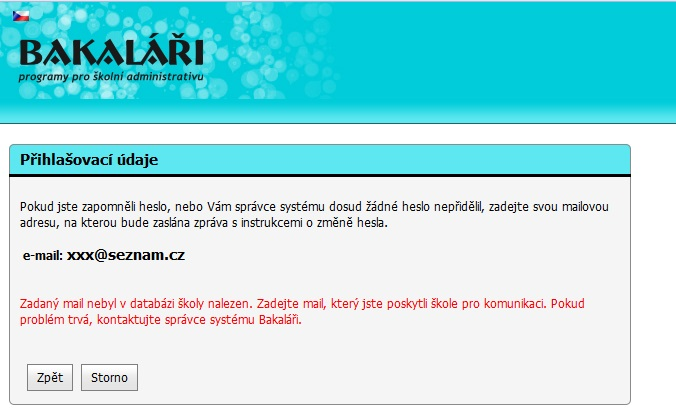 BAKALÁŘI
programy pro školní administrativu
Přihlašovací údaje
Pokud jste zapomněli heslo, nebo Vám správce systému dosud žádné heslo nepřidělil, zadejte svou mailovou
adresu, na kterou bude zaslána zpráva s instrukcemi o změně hesla.
e-mail: xxx@seznam.cz
Zadaný mail nebyl v databázi školy nalezen. Zadejte mail, který jste poskytli škole pro komunikaci. Pokud
problém trvá, kontaktujte správce systému Bakaláři.
Zpět Storno